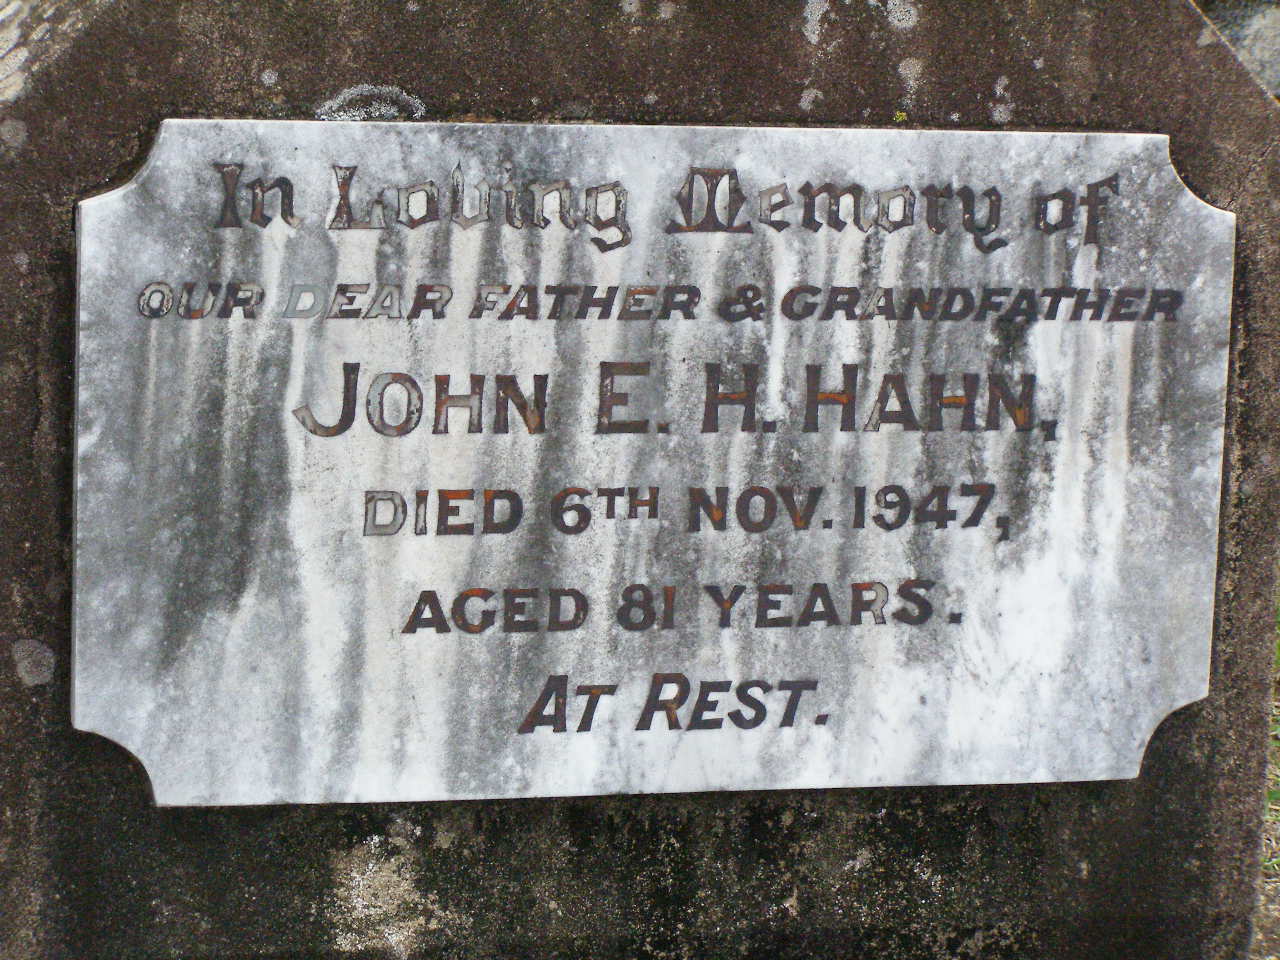 In Loving Memory of
OUR DEAR FATHER & GRANDFATHER
JOHN E. H. HAHN,
DIED 6TH NOV. 1947,
AGED 81 YEARS.
AT REST.